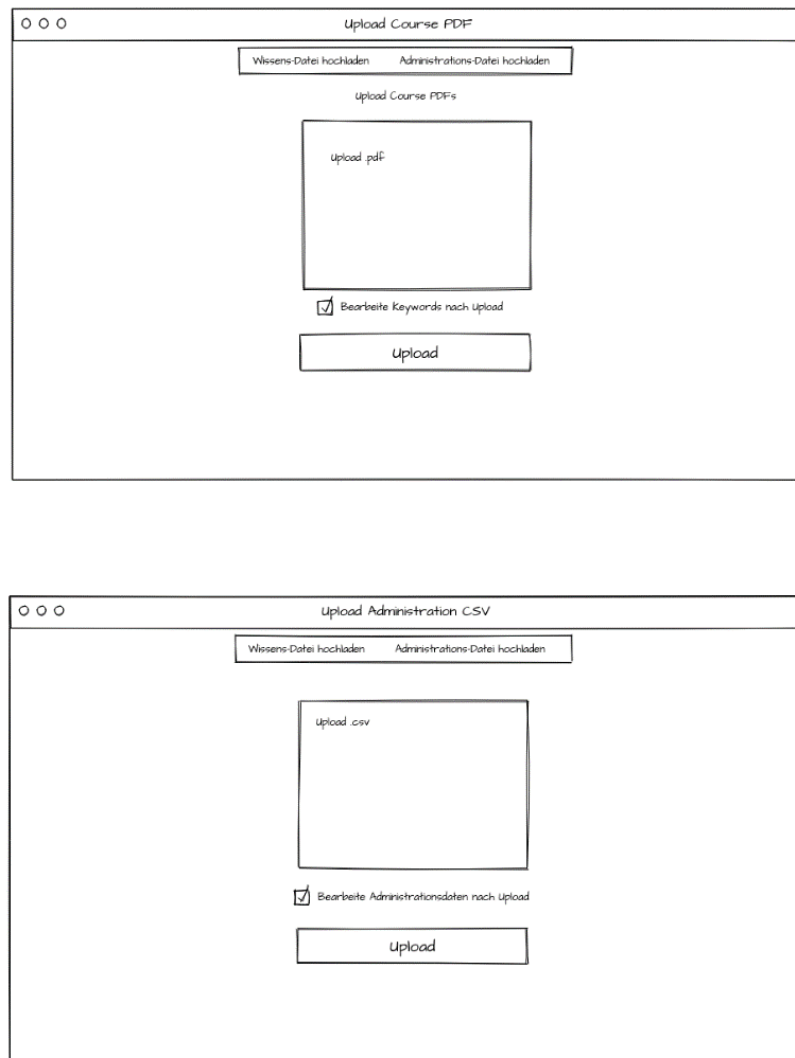 Upload Course PDF
Wissens-Datei hochladen Administrations-Datei hochladen
Upload Course PDFs
Upload .pdf
Bearbeite Keywords nach Upload
Upload
Upload Administration CSV
Wissens-Datei hochladen Administrations-Datei hochladen
Upload .csv
Bearbeite Administrationsdaten nach Upload
Upload